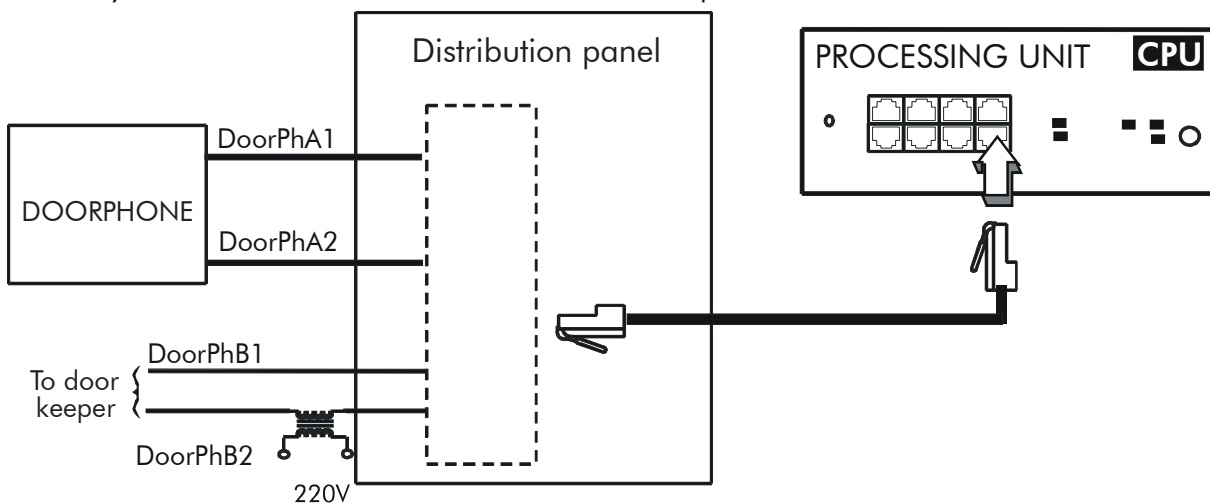 Distribution panel
PROCESSING UNIT CPU
DoorPhA1
DOORPHONE
DoorPhA2
DoorPhB1
To door
keeper
DoorPhB2
220V